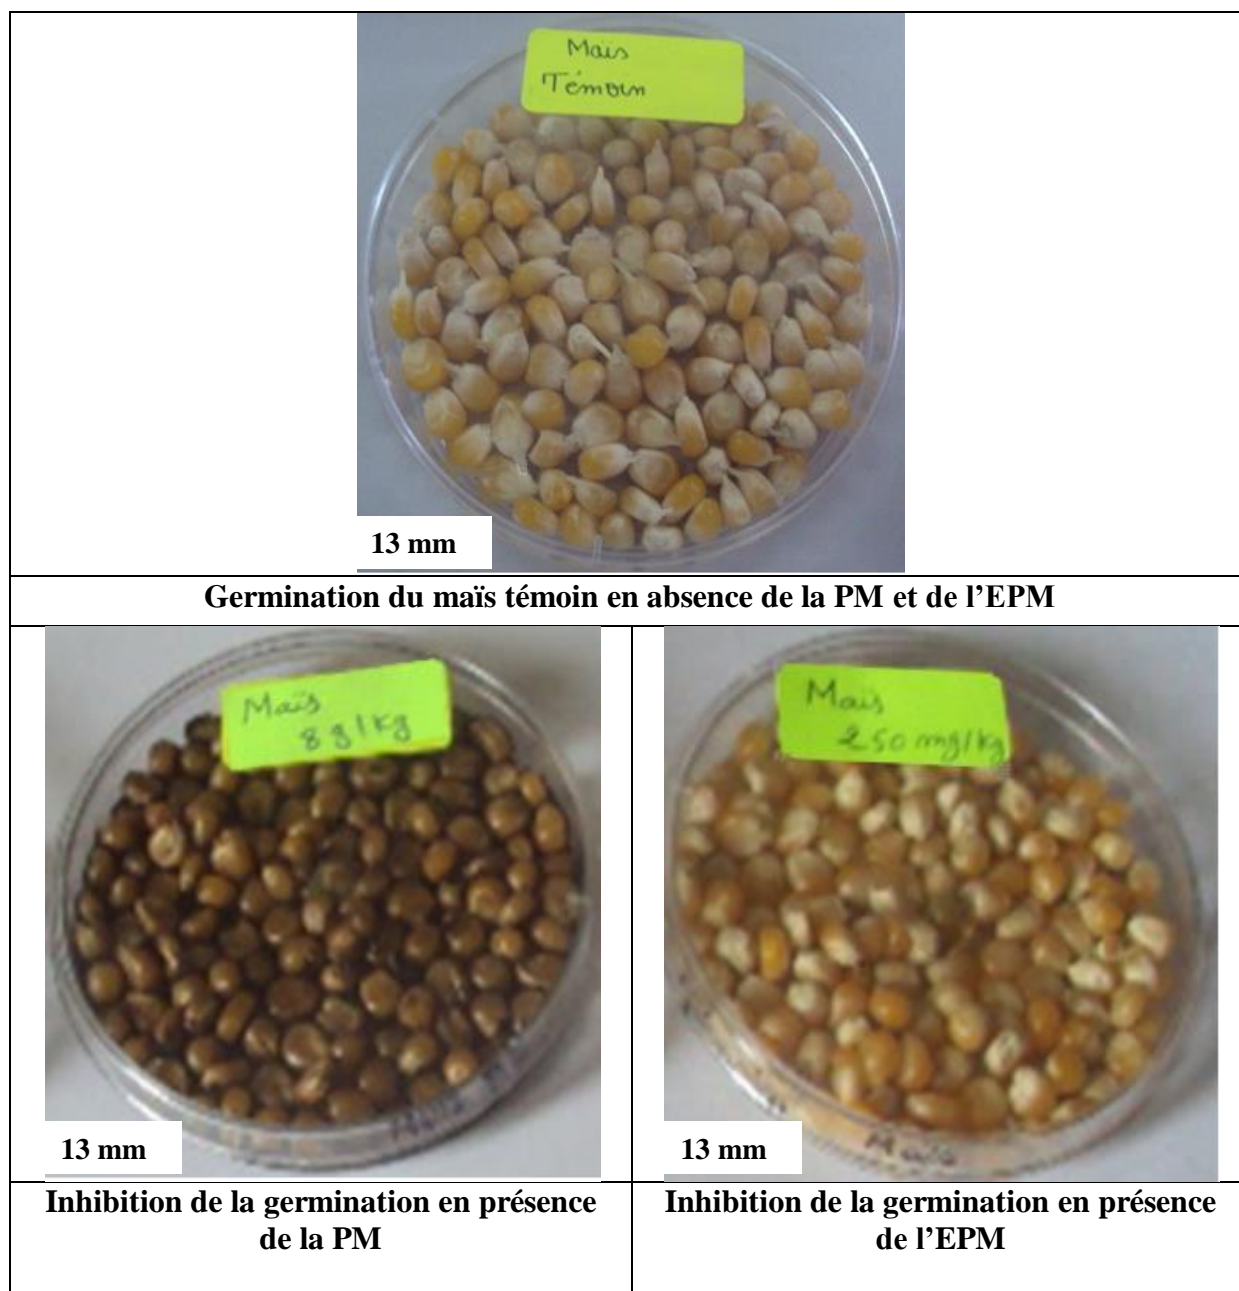 Maïs
Témoin
13 mm
Germination du maïs témoin en absence de la PM et de l’EPM
Maïs
8 g/kg
13 mm
Inhibition de la germination en présence
de la PM
Maïs
250 mg/kg
Maïs
13 mm
Inhibition de la germination en présence
de l’EPM